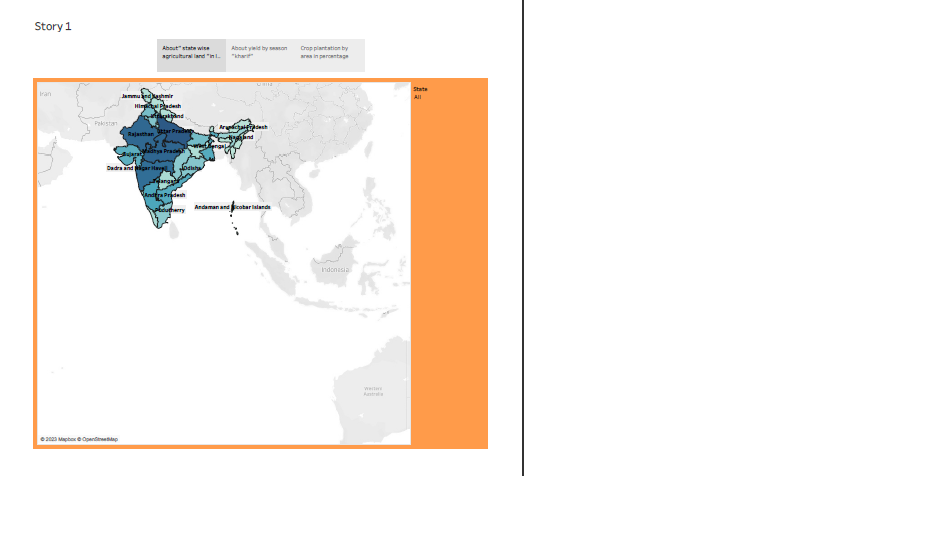 Story 1
About" state wise
agricultural land "in I...
About yield by season
"kharif"
Crop plantation by
area in percentage
State
All
China
Iran
Jammu and Kashmir
Himachal Pradesh
Uttarakhand
Pakistan
Arunachal Pradesh
Rajasthan
Uttar Pradesh
Nagaland
West Bengal
Gujarat
Madhya Pradesh
Dadra and Nagar Haveli
Odisha
Telangana
Andhra Pradesh
Puducherry
Andaman and Nicobar Islands
Indonesia
Western
Australia
© 2023 Mapbox © OpenStreetMap